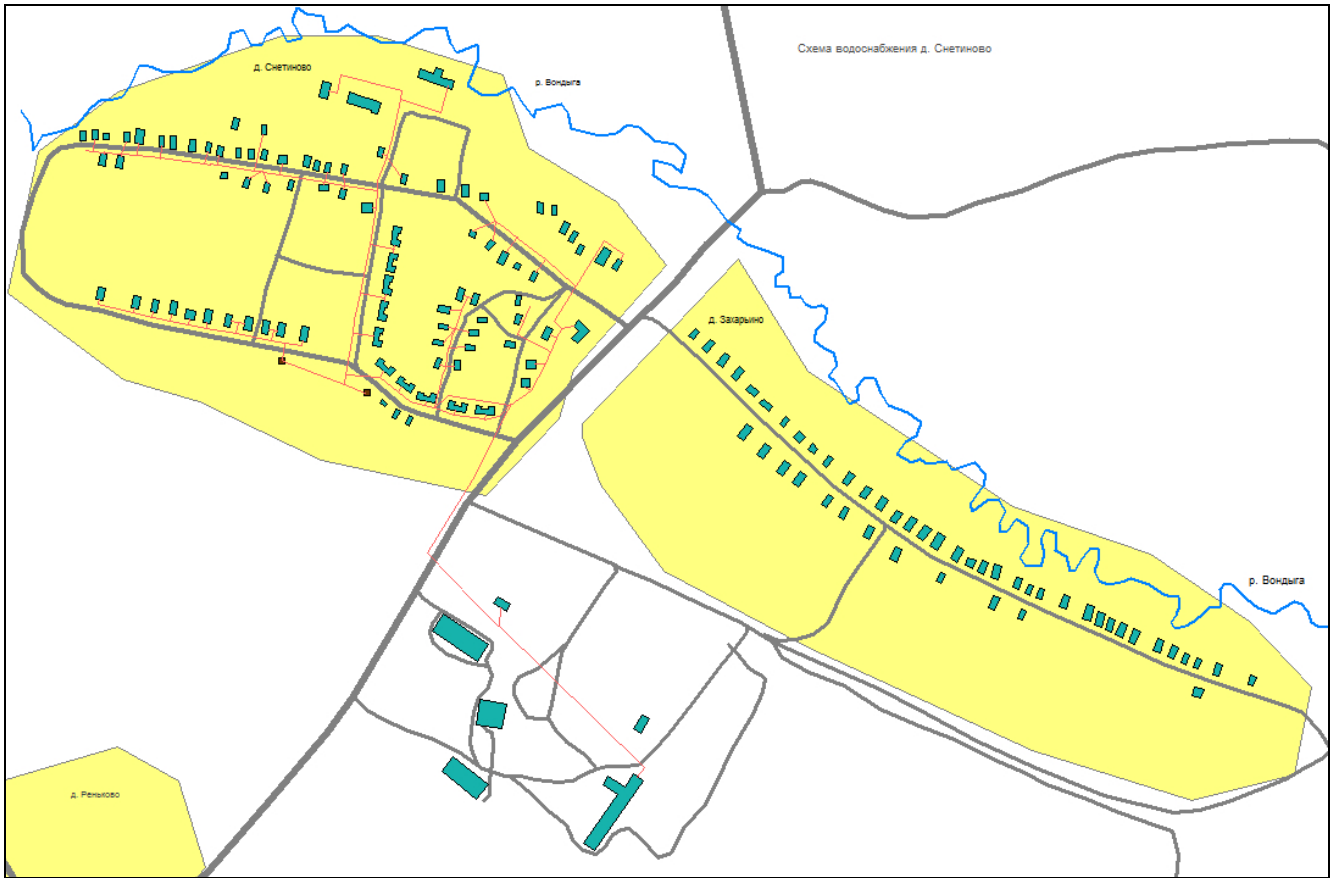 Схема водоснабжения д. Снетиново
д. Снетиново
р. Вондыга
д. Захарьино
р. Вондыга
д. Реньково